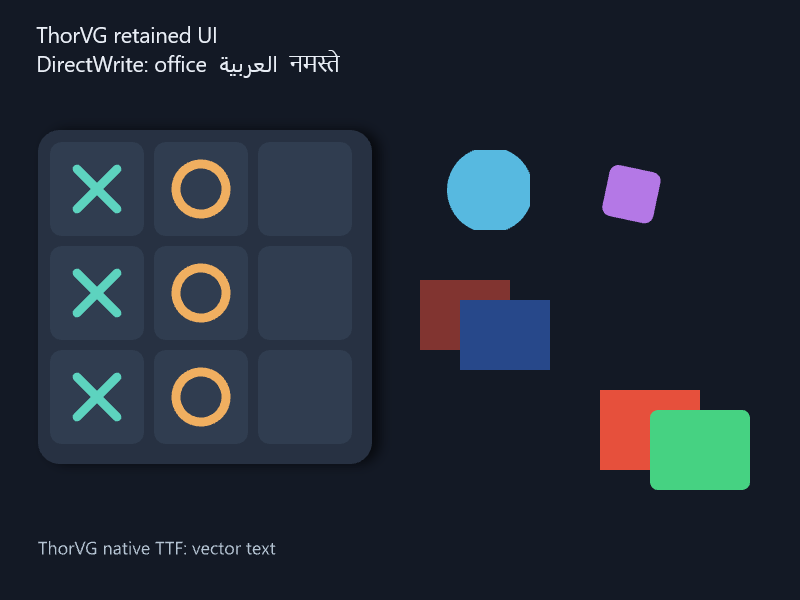 ThorVG retained UI
DirectWrite: office العربية नमस्ते
ThorVG native TTF: vector text